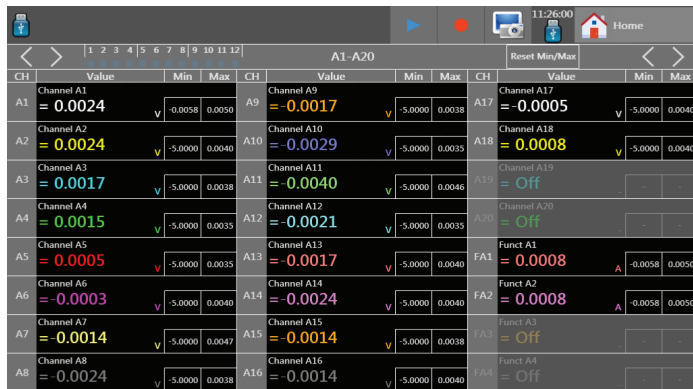 11:26:00
Home
1 2 3 4 5 6 7 8 9 10 11 12
A1-A20
Reset Min/Max
CH Value Min Max CH Value Min Max CH Value Min Max
A1 Channel A1 = 0.0024 V -0.0058 0.0050
A9 Channel A9 =-0.0017 V -5.0000 0.0038
A17 Channel A17 =-0.0005 V -5.0000 0.0040
A2 Channel A2 = 0.0024 V -5.0000 0.0040
A10 Channel A10 =-0.0029 V -5.0000 0.0035
A18 Channel A18 = 0.0008 V -5.0000 0.0040
A3 Channel A3 = 0.0017 V -5.0000 0.0038
A11 Channel A11 =-0.0040 V -5.0000 0.0046
A19 Channel A19 = Off - - -
A4 Channel A4 = 0.0015 V -5.0000 0.0035
A12 Channel A12 =-0.0021 V -5.0000 0.0035
A20 Channel A20 = Off - - -
A5 Channel A5 = 0.0005 V -5.0000 0.0035
A13 Channel A13 =-0.0017 V -5.0000 0.0040
FA1 Funct A1 = 0.0008 A -0.0058 0.0050
A6 Channel A6 =-0.0003 V -5.0000 0.0040
A14 Channel A14 =-0.0024 V -5.0000 0.0040
FA2 Funct A2 = 0.0008 A -0.0058 0.0050
A7 Channel A7 =-0.0014 V -5.0000 0.0047
A15 Channel A15 =-0.0014 V -5.0000 0.0038
FA3 Funct A3 = Off - - -
A8 Channel A8 =-0.0024 V -5.0000 0.0038
A16 Channel A16 =-0.0014 V -5.0000 0.0040
FA4 Funct A4 = Off - - -